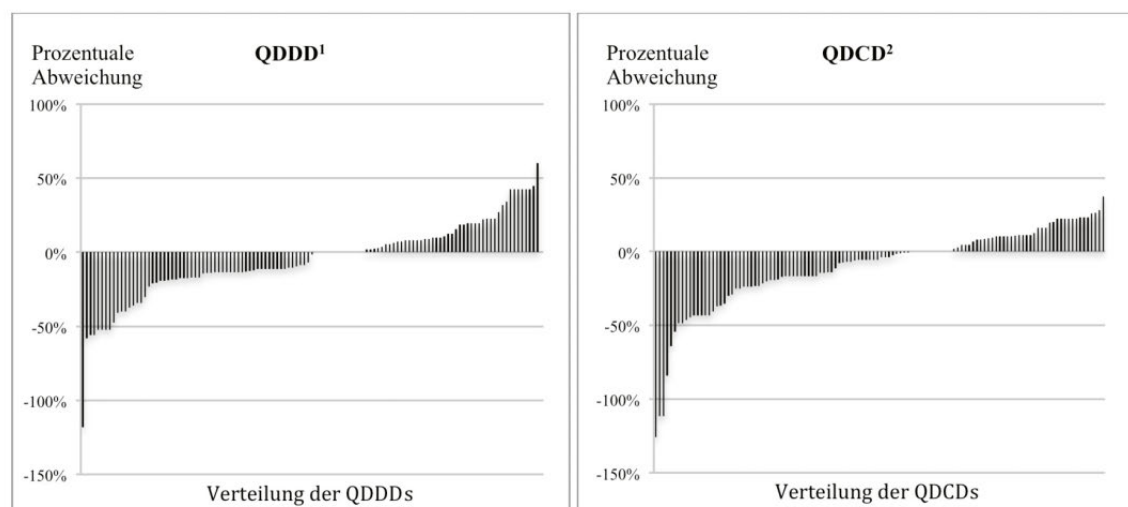 Prozentuale
Abweichung
QDDD¹
100%
50%
0%
-50%
-100%
-150%
Verteilung der QDDDs
Prozentuale
Abweichung
QDCD²
100%
50%
0%
-50%
-100%
-150%
Verteilung der QDCDs